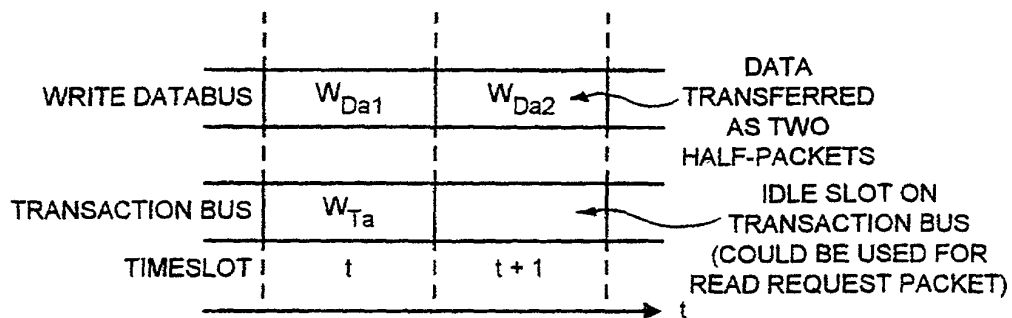 WRITE DATABUS
W_Da1
W_Da2
DATA
TRANSFERRED
AS TWO
HALF-PACKETS
TRANSACTION BUS
W_Ta
IDLE SLOT ON
TRANSACTION BUS
(COULD BE USED FOR
READ REQUEST PACKET)
TIMESLOT
t
t + 1
t